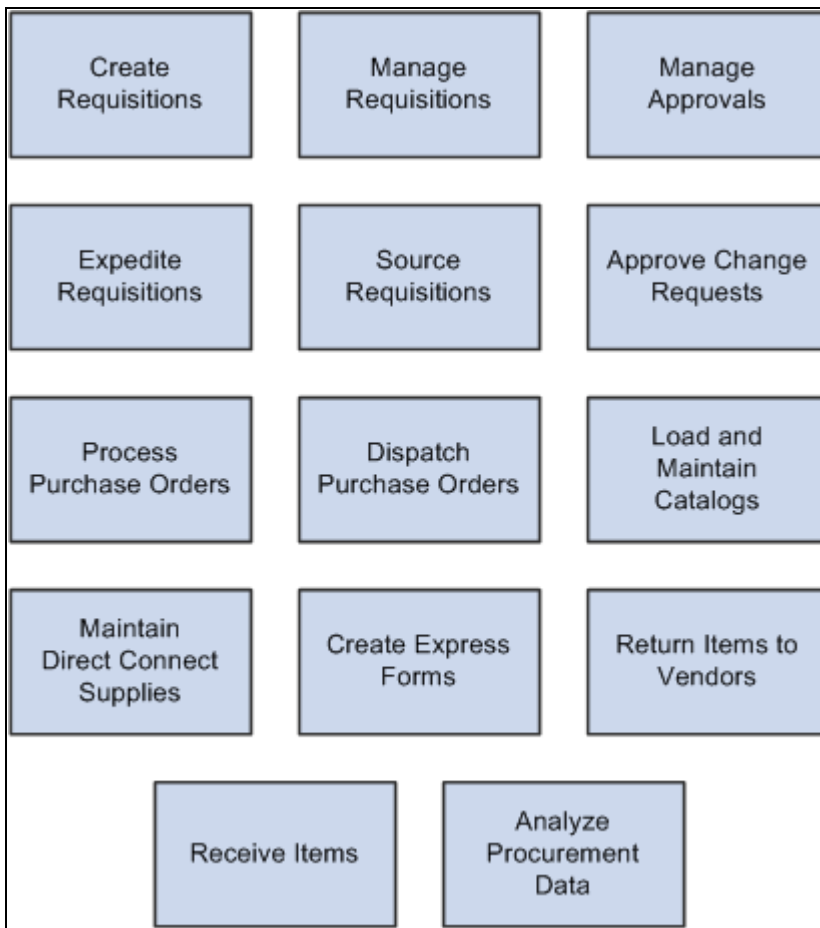 Create
Requisitions
Manage
Requisitions
Manage
Approvals
Expedite
Requisitions
Source
Requisitions
Approve Change
Requests
Process
Purchase Orders
Dispatch
Purchase Orders
Load and
Maintain
Catalogs
Maintain
Direct Connect
Supplies
Create Express
Forms
Return Items to
Vendors
Receive Items
Analyze
Procurement
Data